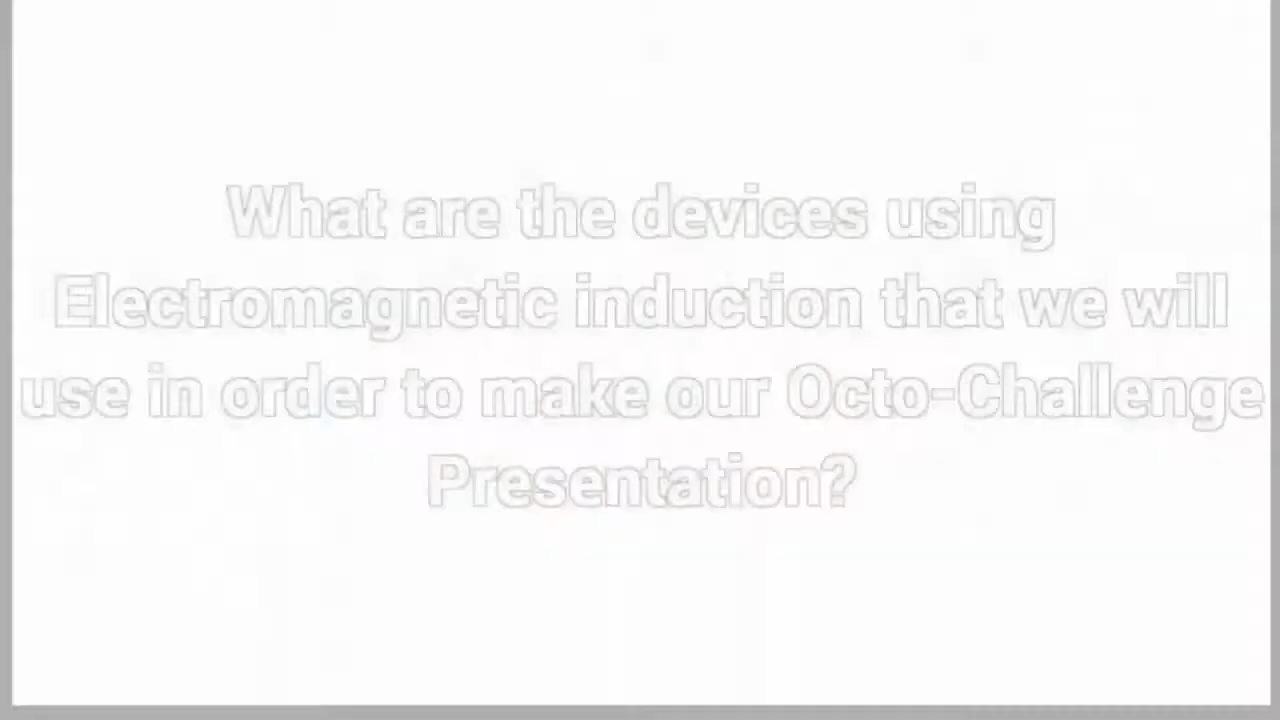 What are the devices using
Electromagnetic induction that we will
use in order to make our Octo-Challenge
Presentation?